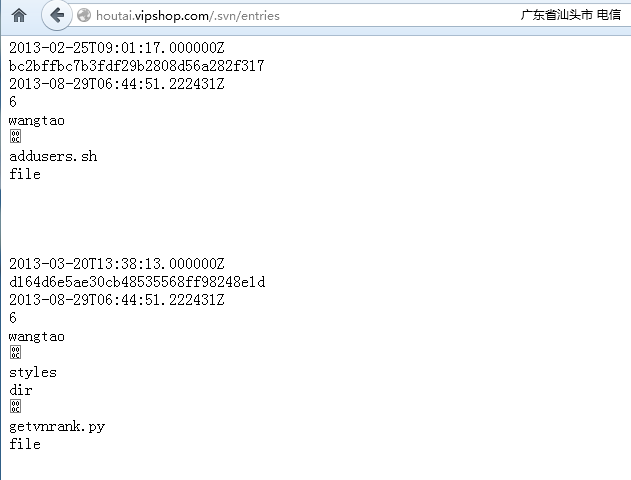 houtai.vipshop.com/.svn/entries
广东省汕头市 电信
2013-02-25T09:01:17.000000Z
bc2bffbc7b3fdf29b2808d56a282f317
2013-08-29T06:44:51.222431Z
6
wangtao
addusers.sh
file
2013-03-20T13:38:13.000000Z
d164d6e5ae30cb48535568ff98248e1d
2013-08-29T06:44:51.222431Z
6
wangtao
styles
dir
getvnrank.py
file